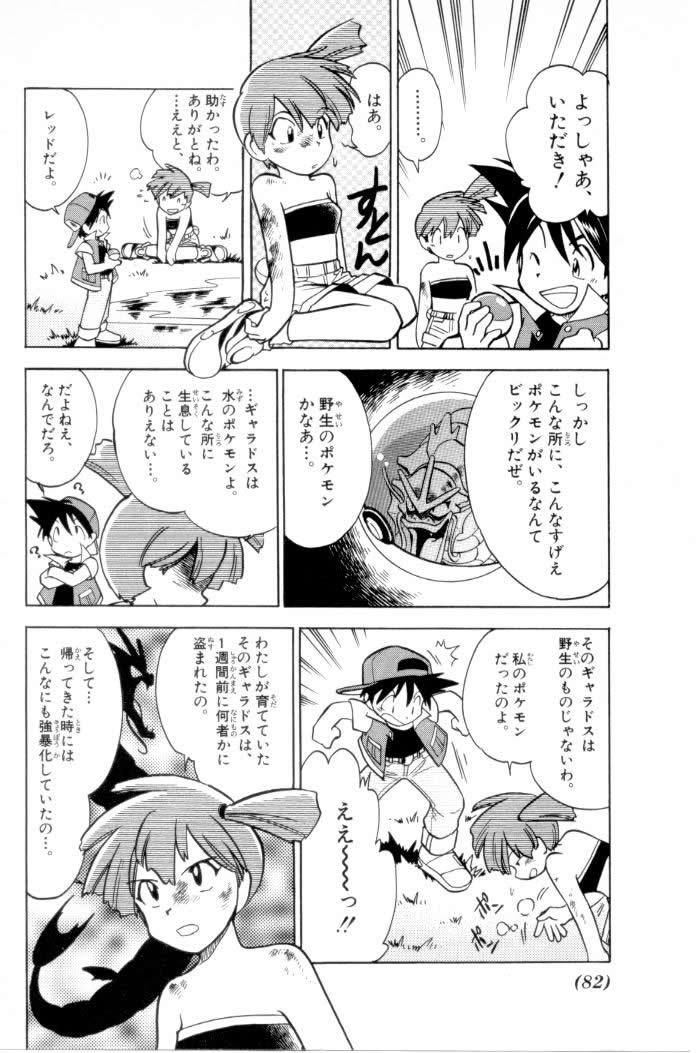 よっしゃあ、
いただき!
………。
はあ。
すとん
助かったわ。
ありがとね。
…ええと、
レッドだよ。
しっかし
こんな所に、こんなすげえ
ポケモンがいるなんて
ビックリだぜ。
野生のポケモン
かなあ…。
…ギャラドスは
水のポケモンよ。
こんな所に
生息している
ことは
ありえない…。
だよねえ、
なんでだろ。
?
?
そのギャラドスは
野生のものじゃないわ。
私のポケモン
だったのよ。
ええ~~~っ!!
ポン
ポン
わたしが育てていた
そのギャラドスは、
1週間前に何者かに
盗まれたの。
そして…
帰ってきた時には
こんなにも強暴化していたの…。
(82)